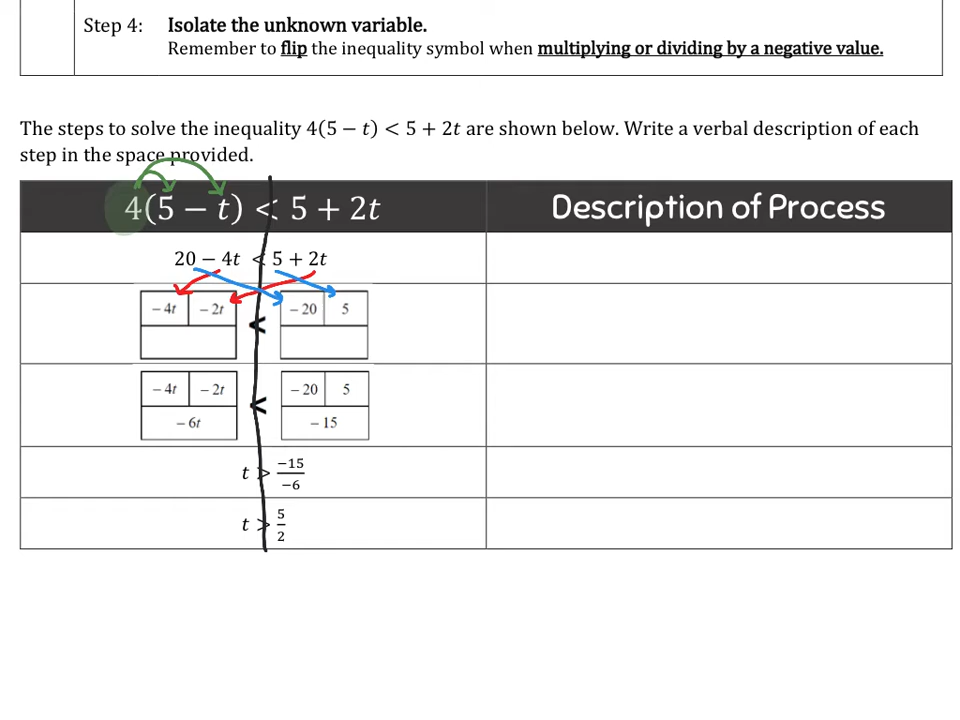 Step 4: Isolate the unknown variable.
Remember to flip the inequality symbol when multiplying or dividing by a negative value.
The steps to solve the inequality 4(5 − t) < 5 + 2t are shown below. Write a verbal description of each
step in the space provided.
4(5 − t) < 5 + 2t Description of Process
20 − 4t < 5 + 2t
− 4t − 2t < − 20 5
− 4t − 2t < − 20 5
− 6t − 15
t > −15/−6
t > 5/2